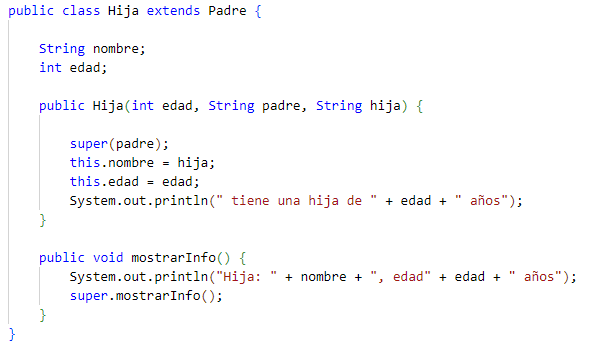 public class Hija extends Padre {
String nombre;
int edad;
public Hija(int edad, String padre, String hija) {
super(padre);
this.nombre = hija;
this.edad = edad;
System.out.println(" tiene una hija de " + edad + " años");
}
public void mostrarInfo() {
System.out.println("Hija: " + nombre + ", edad" + edad + " años");
super.mostrarInfo();
}
}